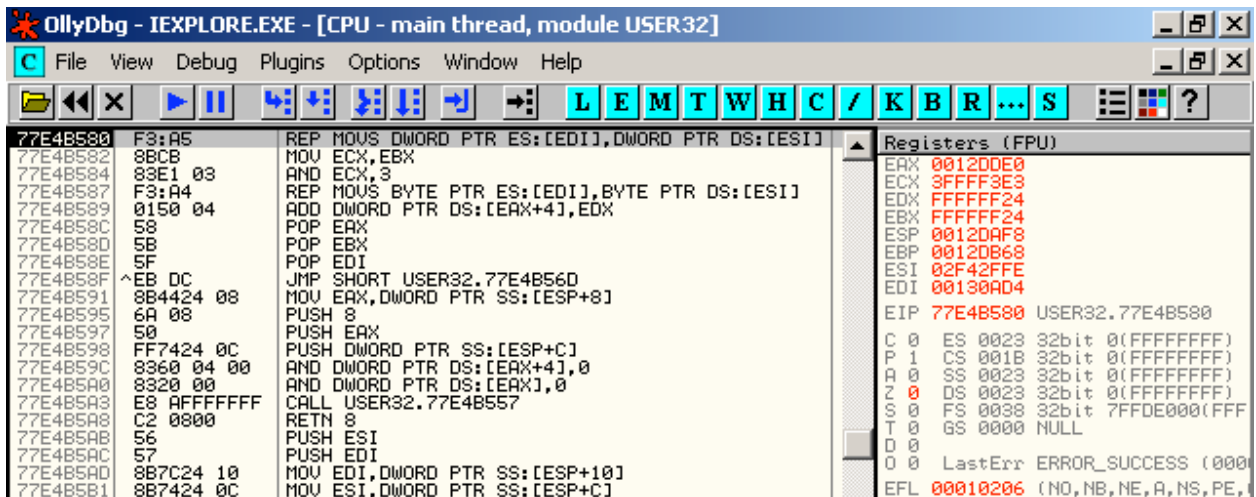 OllyDbg - IEXPLORE.EXE - [CPU - main thread, module USER32]
C File View Debug Plugins Options Window Help
L E M T W H C / K B R ... S ?
77E4B580 F3:A5 REP MOVS DWORD PTR ES:[EDI],DWORD PTR DS:[ESI]
77E4B582 8BCB MOV ECX,EBX
77E4B584 83E1 03 AND ECX,3
77E4B587 F3:A4 REP MOVS BYTE PTR ES:[EDI],BYTE PTR DS:[ESI]
77E4B589 0150 04 ADD DWORD PTR DS:[EAX+4],EDX
77E4B58C 58 POP EAX
77E4B58D 5B POP EBX
77E4B58E 5F POP EDI
77E4B58F ^EB DC JMP SHORT USER32.77E4B56D
77E4B591 8B4424 08 MOV EAX,DWORD PTR SS:[ESP+8]
77E4B595 6A 08 PUSH 8
77E4B597 50 PUSH EAX
77E4B598 FF7424 0C PUSH DWORD PTR SS:[ESP+C]
77E4B59C 8360 04 00 AND DWORD PTR DS:[EAX+4],0
77E4B5A0 8320 00 AND DWORD PTR DS:[EAX],0
77E4B5A3 E8 AFFFFFFF CALL USER32.77E4B557
77E4B5A8 C2 0800 RETN 8
77E4B5AB 56 PUSH ESI
77E4B5AC 57 PUSH EDI
77E4B5AD 8B7C24 10 MOV EDI,DWORD PTR SS:[ESP+10]
77E4B5B1 8B7424 0C MOV ESI,DWORD PTR SS:[ESP+C]
Registers (FPU)
EAX 0012DDE0
ECX 3FFFF3E3
EDX FFFFFF24
EBX FFFFFF24
ESP 0012DAF8
EBP 0012DB68
ESI 02F42FFE
EDI 00130AD4
EIP 77E4B580 USER32.77E4B580
C 0 ES 0023 32bit 0(FFFFFFFF)
P 1 CS 001B 32bit 0(FFFFFFFF)
A 0 SS 0023 32bit 0(FFFFFFFF)
Z 0 DS 0023 32bit 0(FFFFFFFF)
S 0 FS 0038 32bit 7FFDE000(FFF
T 0 GS 0000 NULL
D 0
O 0 LastErr ERROR_SUCCESS (000
EFL 00010206 (NO,NB,NE,A,NS,PE,